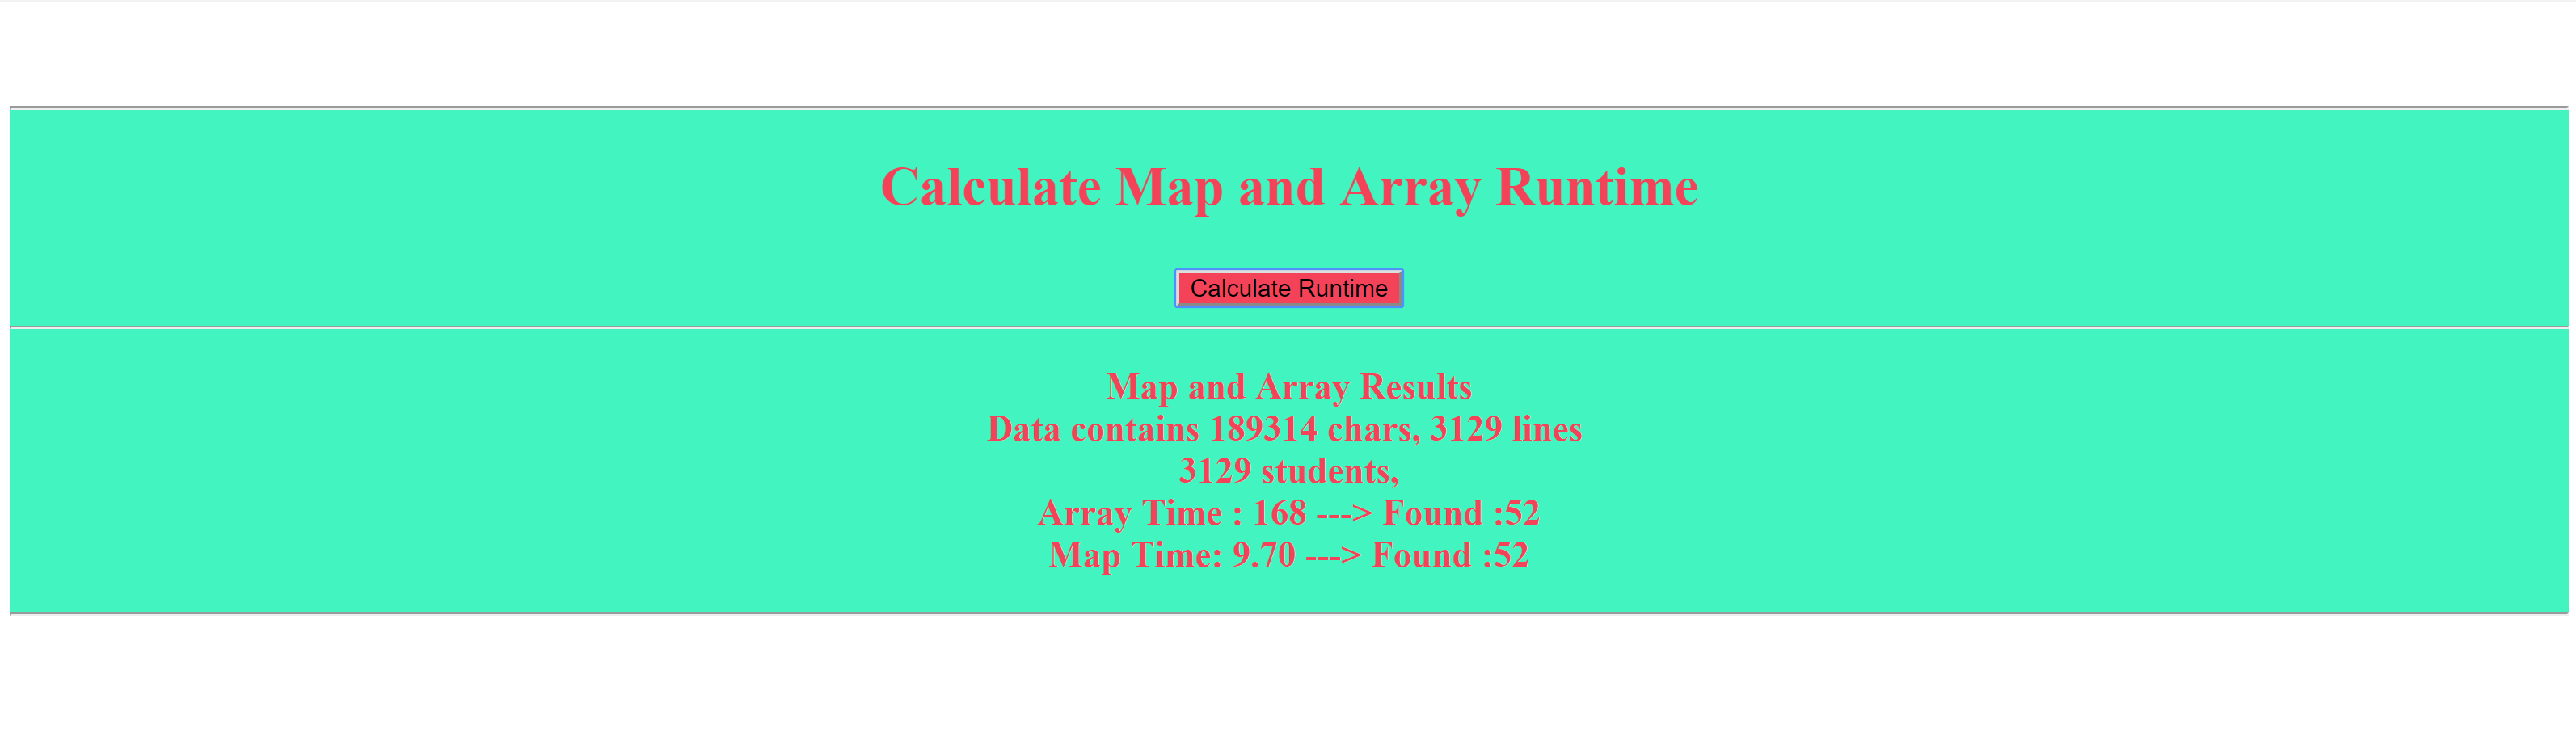 Calculate Map and Array Runtime
Calculate Runtime
Map and Array Results
Data contains 189314 chars, 3129 lines
3129 students,
Array Time : 168 ---> Found :52
Map Time: 9.70 ---> Found :52